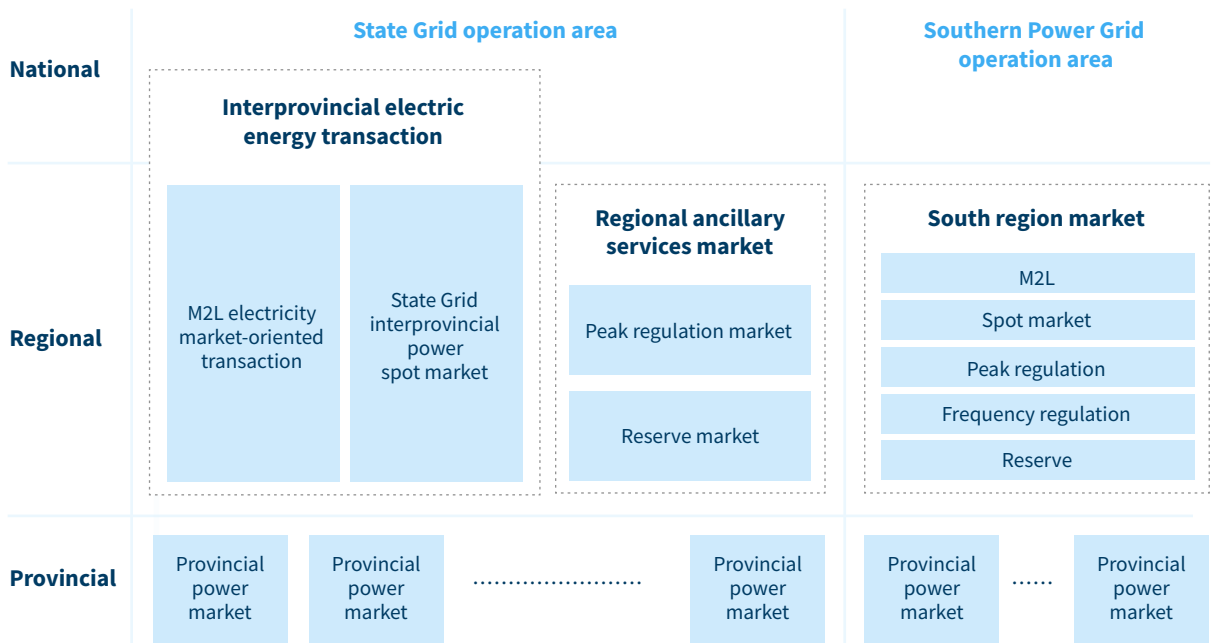 State Grid operation area
Southern Power Grid
operation area
National
Interprovincial electric
energy transaction
Regional
M2L electricity
market-oriented
transaction
State Grid
interprovincial
power
spot market
Regional ancillary
services market
Peak regulation market
Reserve market
South region market
M2L
Spot market
Peak regulation
Frequency regulation
Reserve
Provincial
Provincial
power
market
Provincial
power
market
............................
Provincial
power
market
Provincial
power
market
......
Provincial
power
market